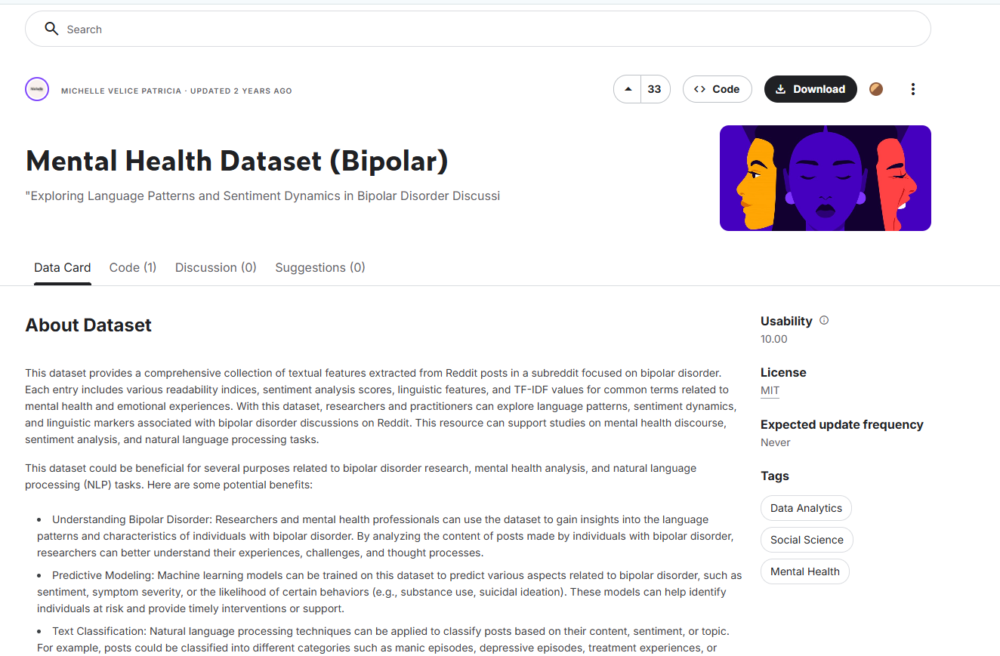 Search
MICHELLE VELICE PATRICIA · UPDATED 2 YEARS AGO
33
<> Code
Download
Mental Health Dataset (Bipolar)
"Exploring Language Patterns and Sentiment Dynamics in Bipolar Disorder Discussi
Data Card
Code (1)
Discussion (0)
Suggestions (0)
About Dataset
This dataset provides a comprehensive collection of textual features extracted from Reddit posts in a subreddit focused on bipolar disorder.
Each entry includes various readability indices, sentiment analysis scores, linguistic features, and TF-IDF values for common terms related to
mental health and emotional experiences. With this dataset, researchers and practitioners can explore language patterns, sentiment dynamics,
and linguistic markers associated with bipolar disorder discussions on Reddit. This resource can support studies on mental health discourse,
sentiment analysis, and natural language processing tasks.
This dataset could be beneficial for several purposes related to bipolar disorder research, mental health analysis, and natural language
processing (NLP) tasks. Here are some potential benefits:
• Understanding Bipolar Disorder: Researchers and mental health professionals can use the dataset to gain insights into the language
patterns and characteristics of individuals with bipolar disorder. By analyzing the content of posts made by individuals with bipolar disorder,
researchers can better understand their experiences, challenges, and thought processes.
• Predictive Modeling: Machine learning models can be trained on this dataset to predict various aspects related to bipolar disorder, such as
sentiment, symptom severity, or the likelihood of certain behaviors (e.g., substance use, suicidal ideation). These models can help identify
individuals at risk and provide timely interventions or support.
• Text Classification: Natural language processing techniques can be applied to classify posts based on their content, sentiment, or topic.
For example, posts could be classified into different categories such as manic episodes, depressive episodes, treatment experiences, or
Usability
10.00
License
MIT
Expected update frequency
Never
Tags
Data Analytics
Social Science
Mental Health